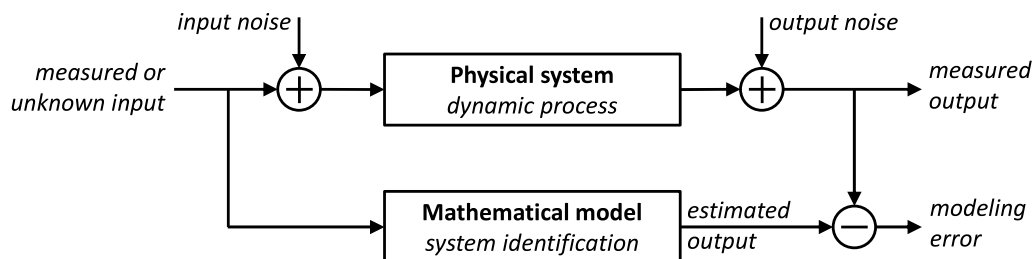 input noise
output noise
measured or
unknown input
Physical system
dynamic process
measured
output
Mathematical model
system identification
estimated
output
modeling
error